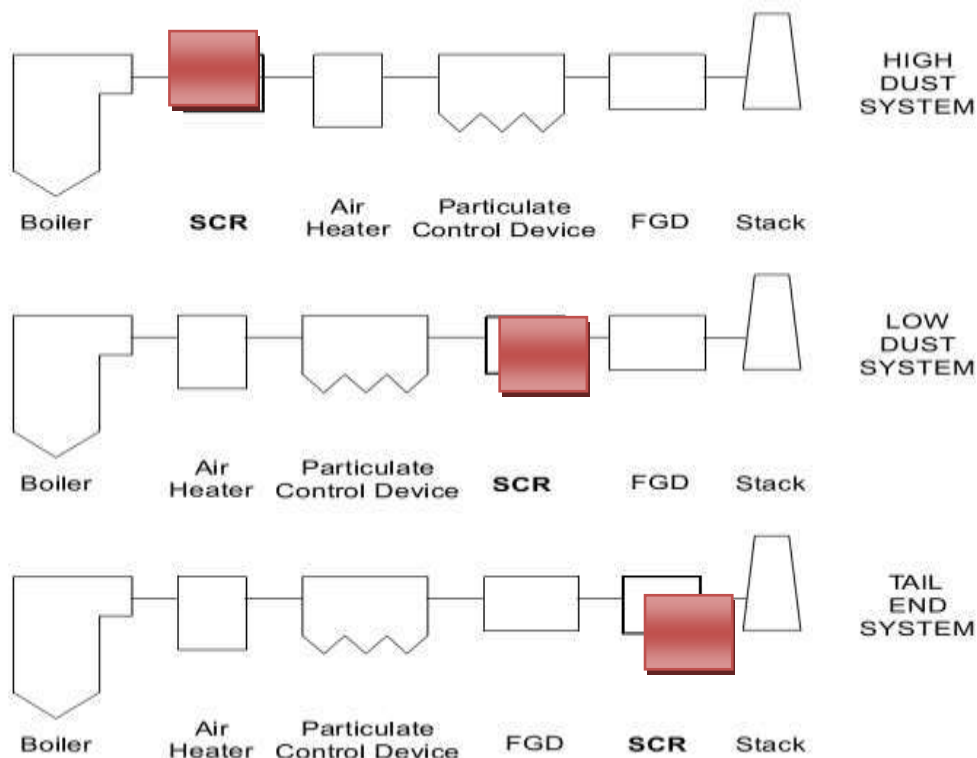 HIGH
DUST
SYSTEM
Boiler
SCR
Air
Heater
Particulate
Control Device
FGD
Stack
LOW
DUST
SYSTEM
Boiler
Air
Heater
Particulate
Control Device
SCR
FGD
Stack
TAIL
END
SYSTEM
Boiler
Air
Heater
Particulate
Control Device
FGD
SCR
Stack